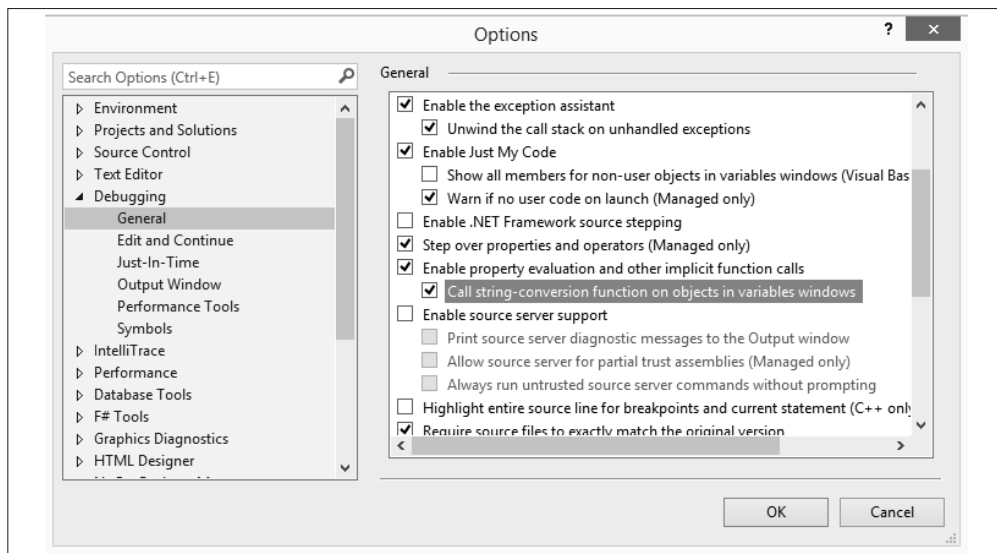 Options
?
Search Options (Ctrl+E)
Environment
Projects and Solutions
Source Control
Text Editor
Debugging
General
Edit and Continue
Just-In-Time
Output Window
Performance Tools
Symbols
IntelliTrace
Performance
Database Tools
F# Tools
Graphics Diagnostics
HTML Designer
General
Enable the exception assistant
Unwind the call stack on unhandled exceptions
Enable Just My Code
Show all members for non-user objects in variables windows (Visual Bas
Warn if no user code on launch (Managed only)
Enable .NET Framework source stepping
Step over properties and operators (Managed only)
Enable property evaluation and other implicit function calls
Call string-conversion function on objects in variables windows
Enable source server support
Print source server diagnostic messages to the Output window
Allow source server for partial trust assemblies (Managed only)
Always run untrusted source server commands without prompting
Highlight entire source line for breakpoints and current statement (C++ only
Require source files to exactly match the original version
OK
Cancel